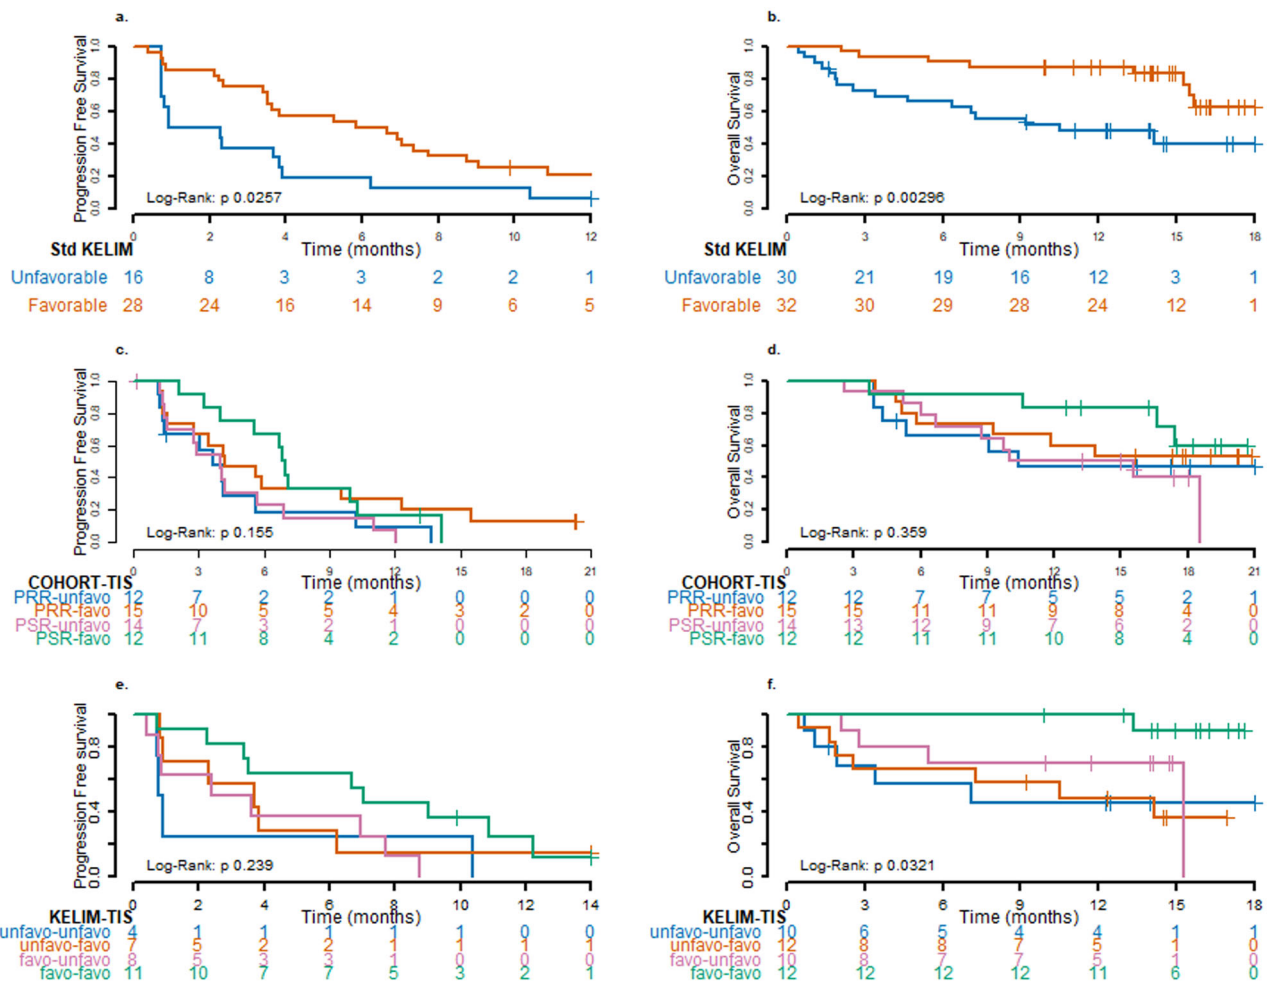 a.
Progression Free Survival
1.0
0.8
0.6
0.4
0.2
0.0
Log-Rank: p 0.0257
0 2 4 6 8 10 12
Time (months)
Std KELIM
Unfavorable 16 8 3 3 2 2 1
Favorable 28 24 16 14 9 6 5
b.
Overall Survival
1.0
0.8
0.6
0.4
0.2
0.0
Log-Rank: p 0.00296
0 3 6 9 12 15 18
Time (months)
Std KELIM
Unfavorable 30 21 19 16 12 3 1
Favorable 32 30 29 28 24 12 1
c.
Progression Free Survival
1.0
0.8
0.6
0.4
0.2
0.0
Log-Rank: p 0.155
0 3 6 9 12 15 18 21
Time (months)
COHORT-TIS
PRR-unfavo 12 7 2 2 1 0 0 0
PRR-favo 15 10 5 5 4 3 2 0
PSR-unfavo 14 7 3 2 1 0 0 0
PSR-favo 12 11 8 4 2 0 0 0
d.
Overall Survival
1.0
0.8
0.6
0.4
0.2
0.0
Log-Rank: p 0.359
0 3 6 9 12 15 18 21
Time (months)
COHORT-TIS
PRR-unfavo 12 12 7 7 5 5 2 1
PRR-favo 15 15 11 11 9 8 4 0
PSR-unfavo 14 13 12 9 7 6 2 0
PSR-favo 12 12 11 11 10 8 4 0
e.
Progression Free survival
0.8
0.4
0.0
Log-Rank: p 0.239
0 2 4 6 8 10 12 14
Time (months)
KELIM-TIS
unfavo-unfavo 4 1 1 1 1 1 0 0
unfavo-favo 7 5 2 2 1 1 1 1
favo-unfavo 8 5 3 3 1 0 0 0
favo-favo 11 10 7 7 5 3 2 1
f.
Overall Survival
0.8
0.4
0.0
Log-Rank: p 0.0321
0 3 6 9 12 15 18
Time (months)
KELIM-TIS
unfavo-unfavo 10 6 5 4 4 1 1
unfavo-favo 12 8 8 7 5 1 0
favo-unfavo 10 8 7 7 5 1 0
favo-favo 12 12 12 12 11 6 0